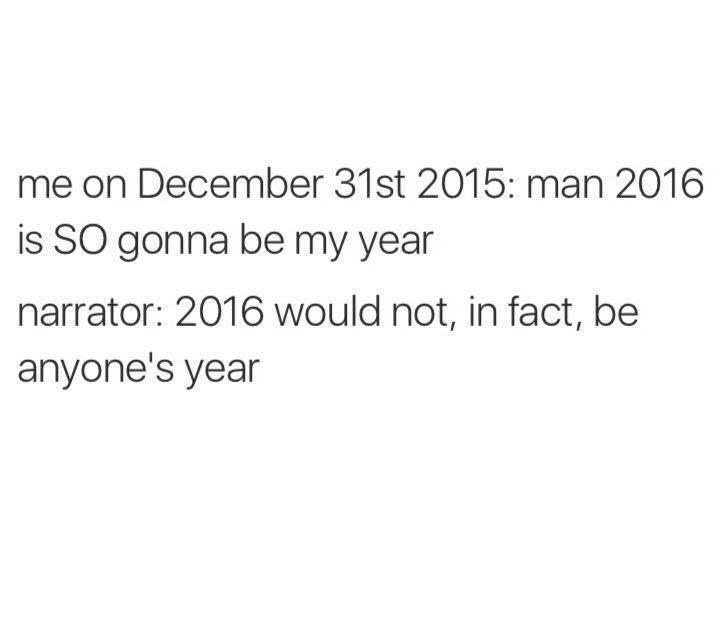 me on December 31st 2015: man 2016
is SO gonna be my year
narrator: 2016 would not, in fact, be
anyone's year